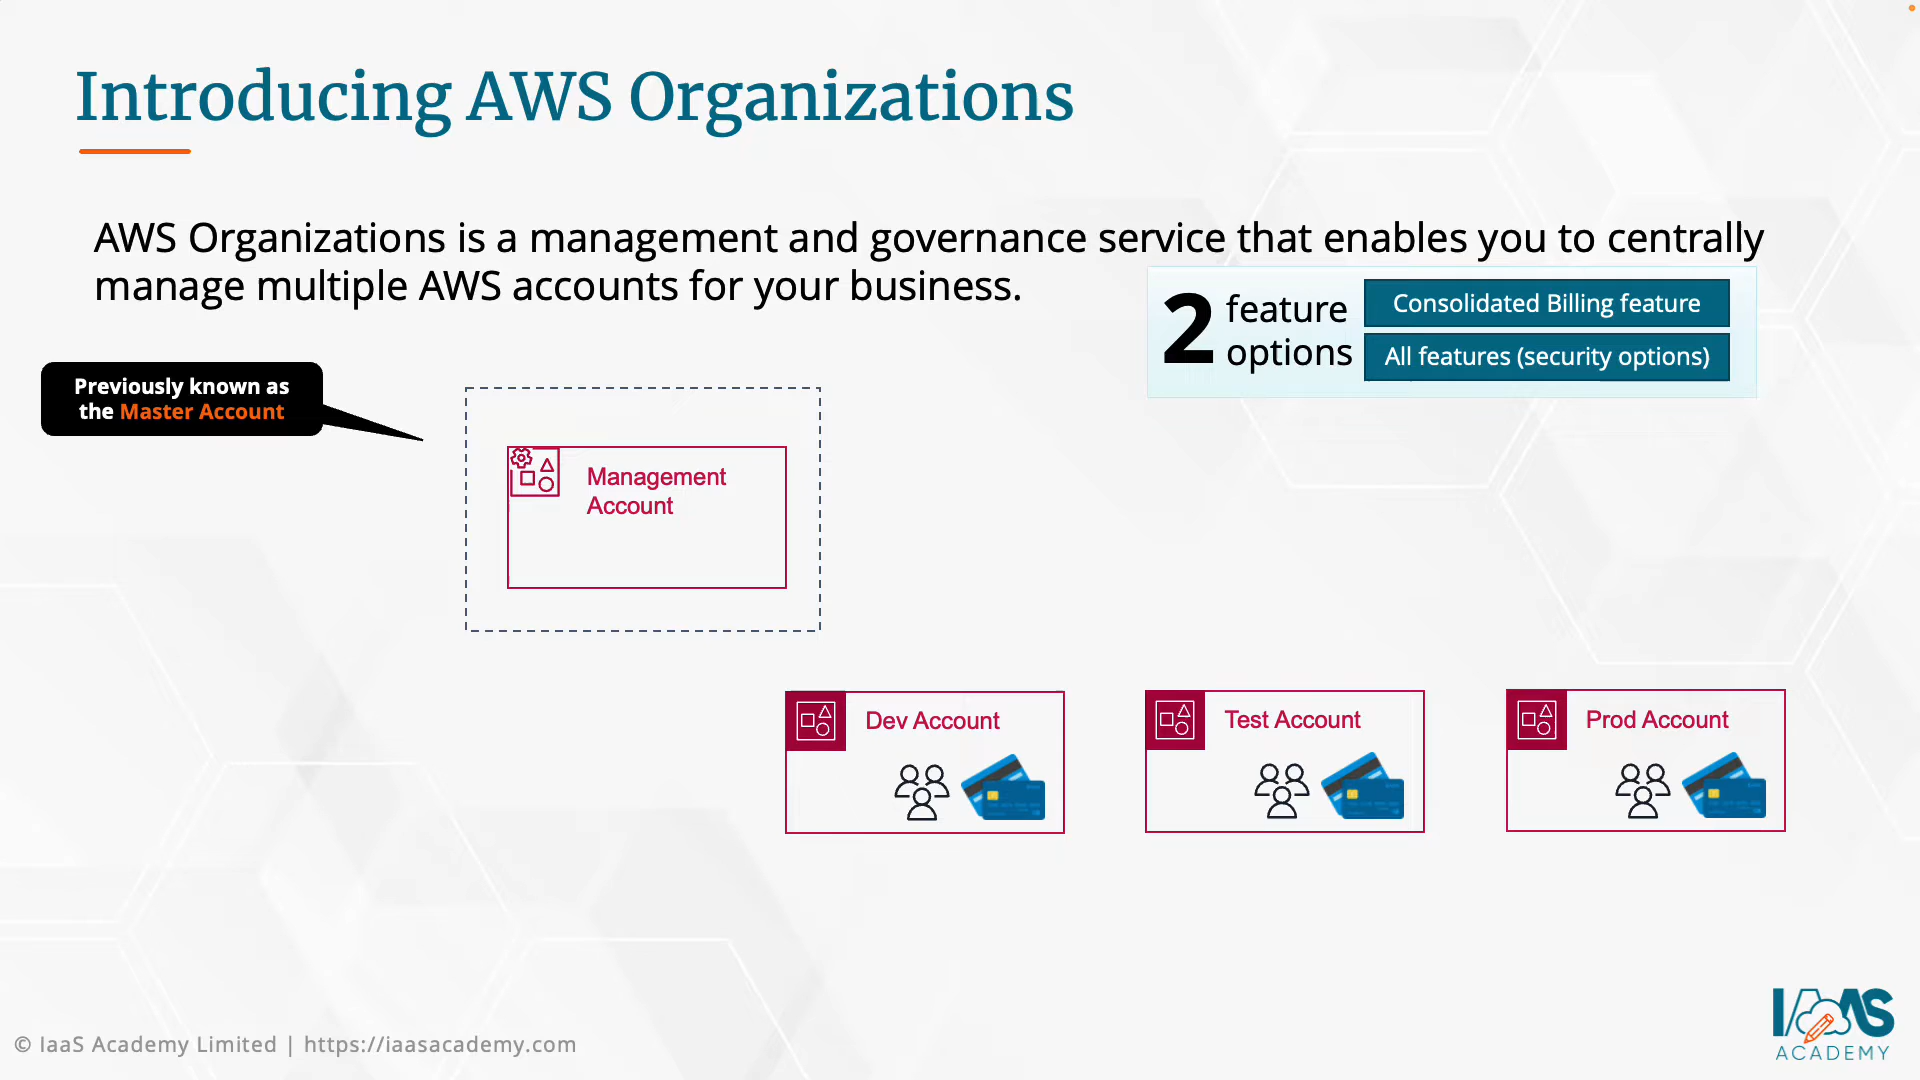 Introducing AWS Organizations
AWS Organizations is a management and governance service that enables you to centrally
manage multiple AWS accounts for your business.
2 feature
options
Consolidated Billing feature
All features (security options)
Previously known as
the Master Account
Management
Account
Dev Account
Test Account
Prod Account
© IaaS Academy Limited | https://iaasacademy.com
IAAS
ACADEMY